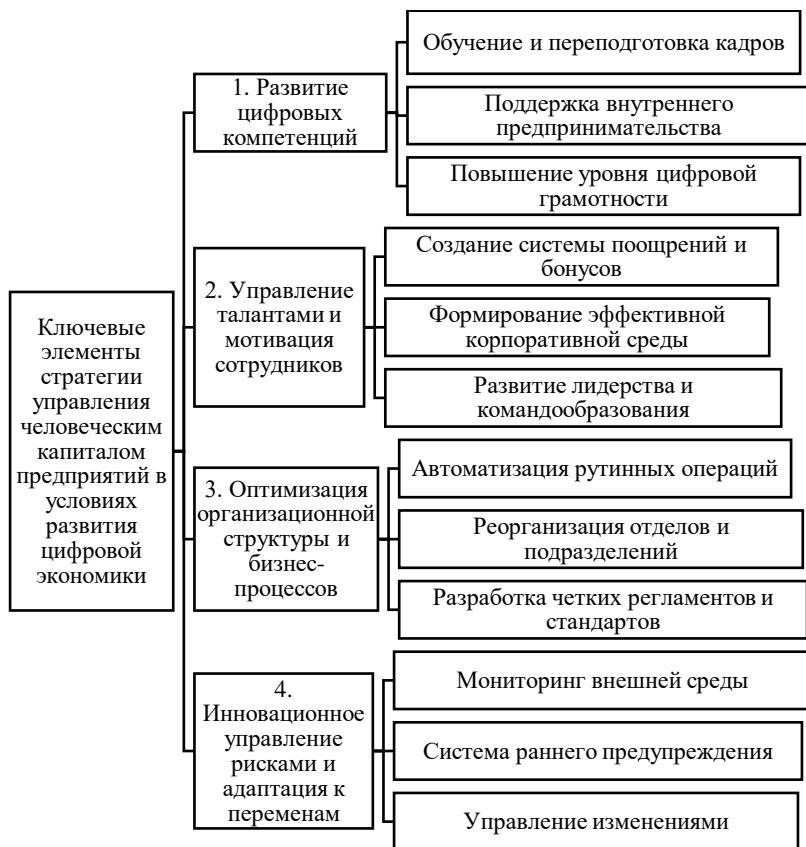 Ключевые
элементы
стратегии
управления
человеческим
капиталом
предприятий в
условиях
развития
цифровой
экономики
1. Развитие
цифровых
компетенций
Обучение и переподготовка кадров
Поддержка внутреннего
предпринимательства
Повышение уровня цифровой
грамотности
2. Управление
талантами и
мотивация
сотрудников
Создание системы поощрений и
бонусов
Формирование эффективной
корпоративной среды
Развитие лидерства и
командообразования
3. Оптимизация
организационной
структуры и
бизнес-
процессов
Автоматизация рутинных операций
Реорганизация отделов и
подразделений
Разработка четких регламентов и
стандартов
4.
Инновационное
управление
рисками и
адаптация к
переменам
Мониторинг внешней среды
Система раннего предупреждения
Управление изменениями